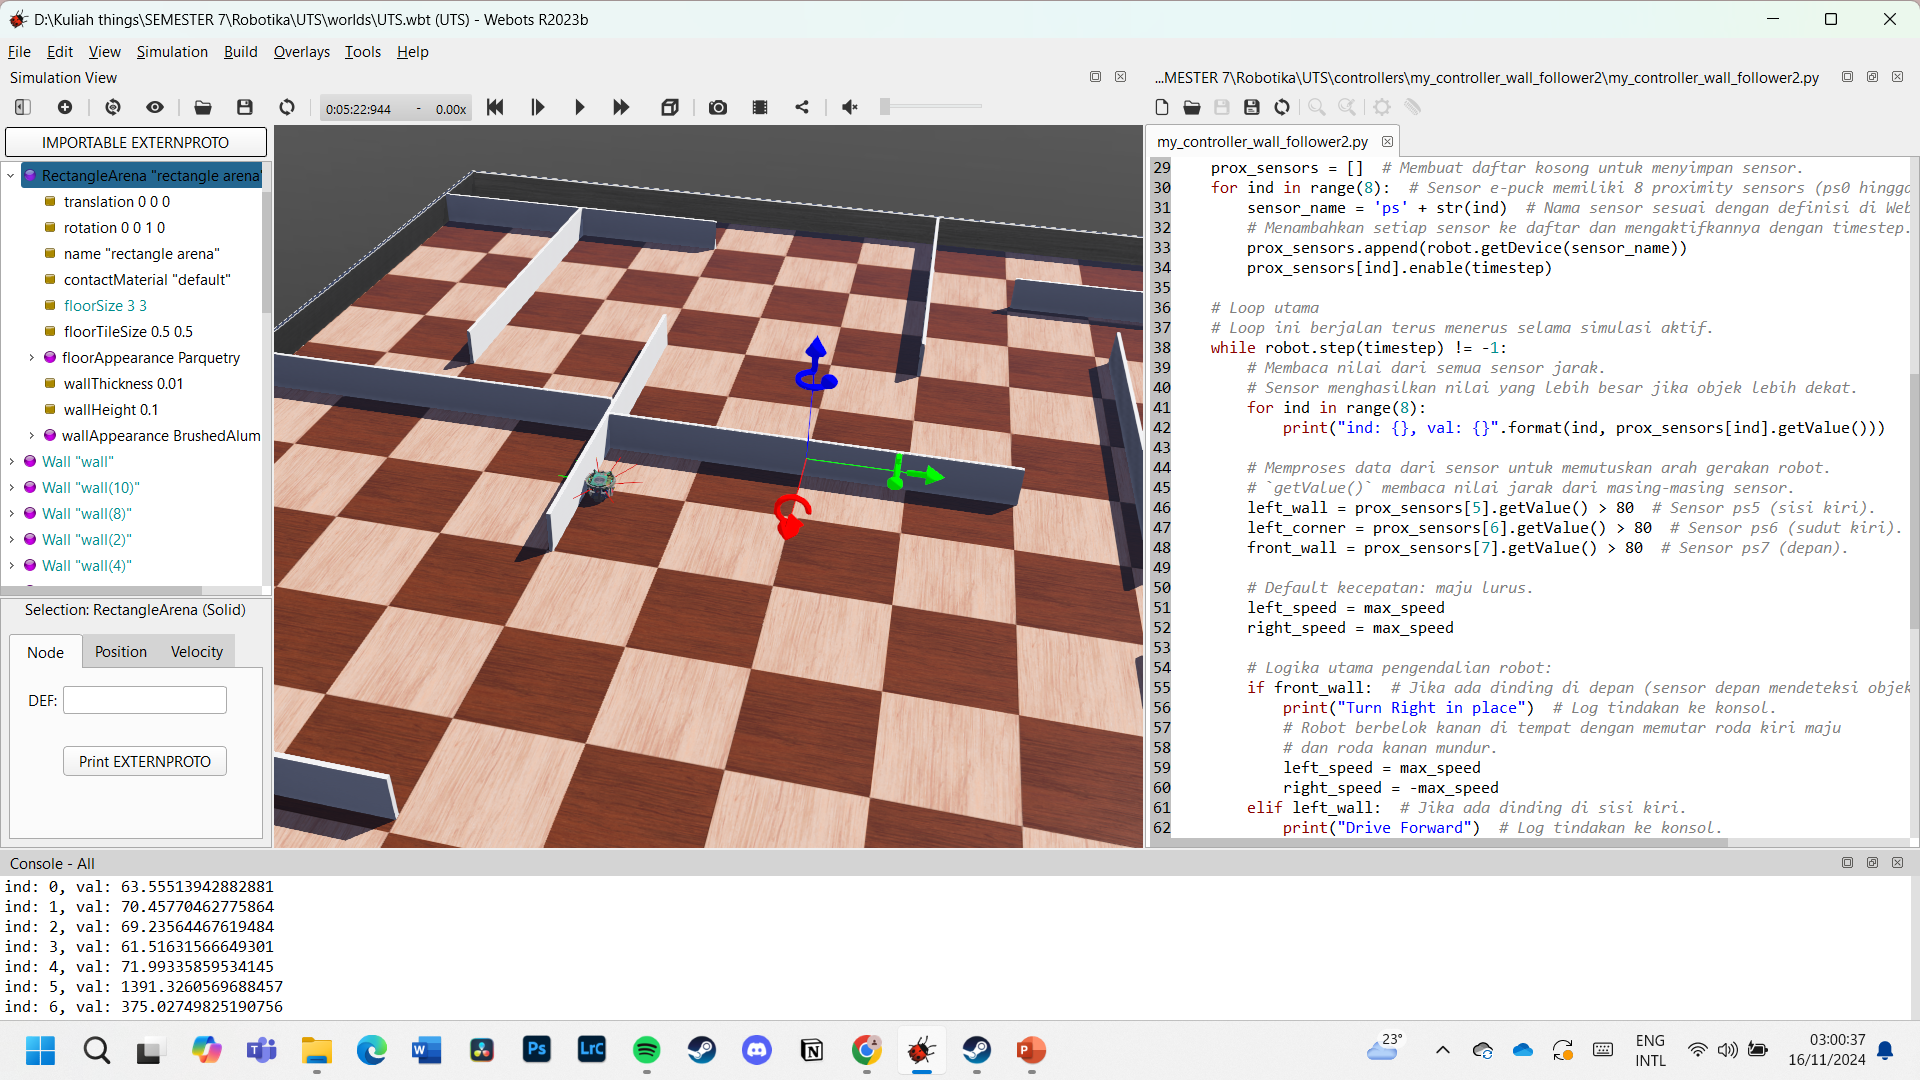 D:\Kuliah things\SEMESTER 7\Robotika\UTS\worlds\UTS.wbt (UTS) - Webots R2023b
File Edit View Simulation Build Overlays Tools Help
Simulation View
0:05:22:944 - 0.00x
IMPORTABLE EXTERNPROTO
RectangleArena "rectangle arena"
translation 0 0 0
rotation 0 0 1 0
name "rectangle arena"
contactMaterial "default"
floorSize 3 3
floorTileSize 0.5 0.5
floorAppearance Parquetry
wallThickness 0.01
wallHeight 0.1
wallAppearance BrushedAlum
Wall "wall"
Wall "wall(10)"
Wall "wall(8)"
Wall "wall(2)"
Wall "wall(4)"
Selection: RectangleArena (Solid)
Node Position Velocity
DEF:
Print EXTERNPROTO
...MESTER 7\Robotika\UTS\controllers\my_controller_wall_follower2\my_controller_wall_follower2.py
my_controller_wall_follower2.py
29 prox_sensors = [] # Membuat daftar kosong untuk menyimpan sensor.
30 for ind in range(8): # Sensor e-puck memiliki 8 proximity sensors (ps0 hingga
31 sensor_name = 'ps' + str(ind) # Nama sensor sesuai dengan definisi di Web
32 # Menambahkan setiap sensor ke daftar dan mengaktifkannya dengan timestep.
33 prox_sensors.append(robot.getDevice(sensor_name))
34 prox_sensors[ind].enable(timestep)
35
36 # Loop utama
37 # Loop ini berjalan terus menerus selama simulasi aktif.
38 while robot.step(timestep) != -1:
39 # Membaca nilai dari semua sensor jarak.
40 # Sensor menghasilkan nilai yang lebih besar jika objek lebih dekat.
41 for ind in range(8):
42 print("ind: {}, val: {}".format(ind, prox_sensors[ind].getValue()))
43
44 # Memproses data dari sensor untuk memutuskan arah gerakan robot.
45 # `getValue()` membaca nilai jarak dari masing-masing sensor.
46 left_wall = prox_sensors[5].getValue() > 80 # Sensor ps5 (sisi kiri).
47 left_corner = prox_sensors[6].getValue() > 80 # Sensor ps6 (sudut kiri).
48 front_wall = prox_sensors[7].getValue() > 80 # Sensor ps7 (depan).
49
50 # Default kecepatan: maju lurus.
51 left_speed = max_speed
52 right_speed = max_speed
53
54 # Logika utama pengendalian robot:
55 if front_wall: # Jika ada dinding di depan (sensor depan mendeteksi objek
56 print("Turn Right in place") # Log tindakan ke konsol.
57 # Robot berbelok kanan di tempat dengan memutar roda kiri maju
58 # dan roda kanan mundur.
59 left_speed = max_speed
60 right_speed = -max_speed
61 elif left_wall: # Jika ada dinding di sisi kiri.
62 print("Drive Forward") # Log tindakan ke konsol.
Console - All
ind: 0, val: 63.55513942882881
ind: 1, val: 70.45770462775864
ind: 2, val: 69.23564467619484
ind: 3, val: 61.51631566649301
ind: 4, val: 71.99335859534145
ind: 5, val: 1391.3260569688457
ind: 6, val: 375.02749825190756
Ps
LrC
23°
ENG
INTL
03:00:37
16/11/2024